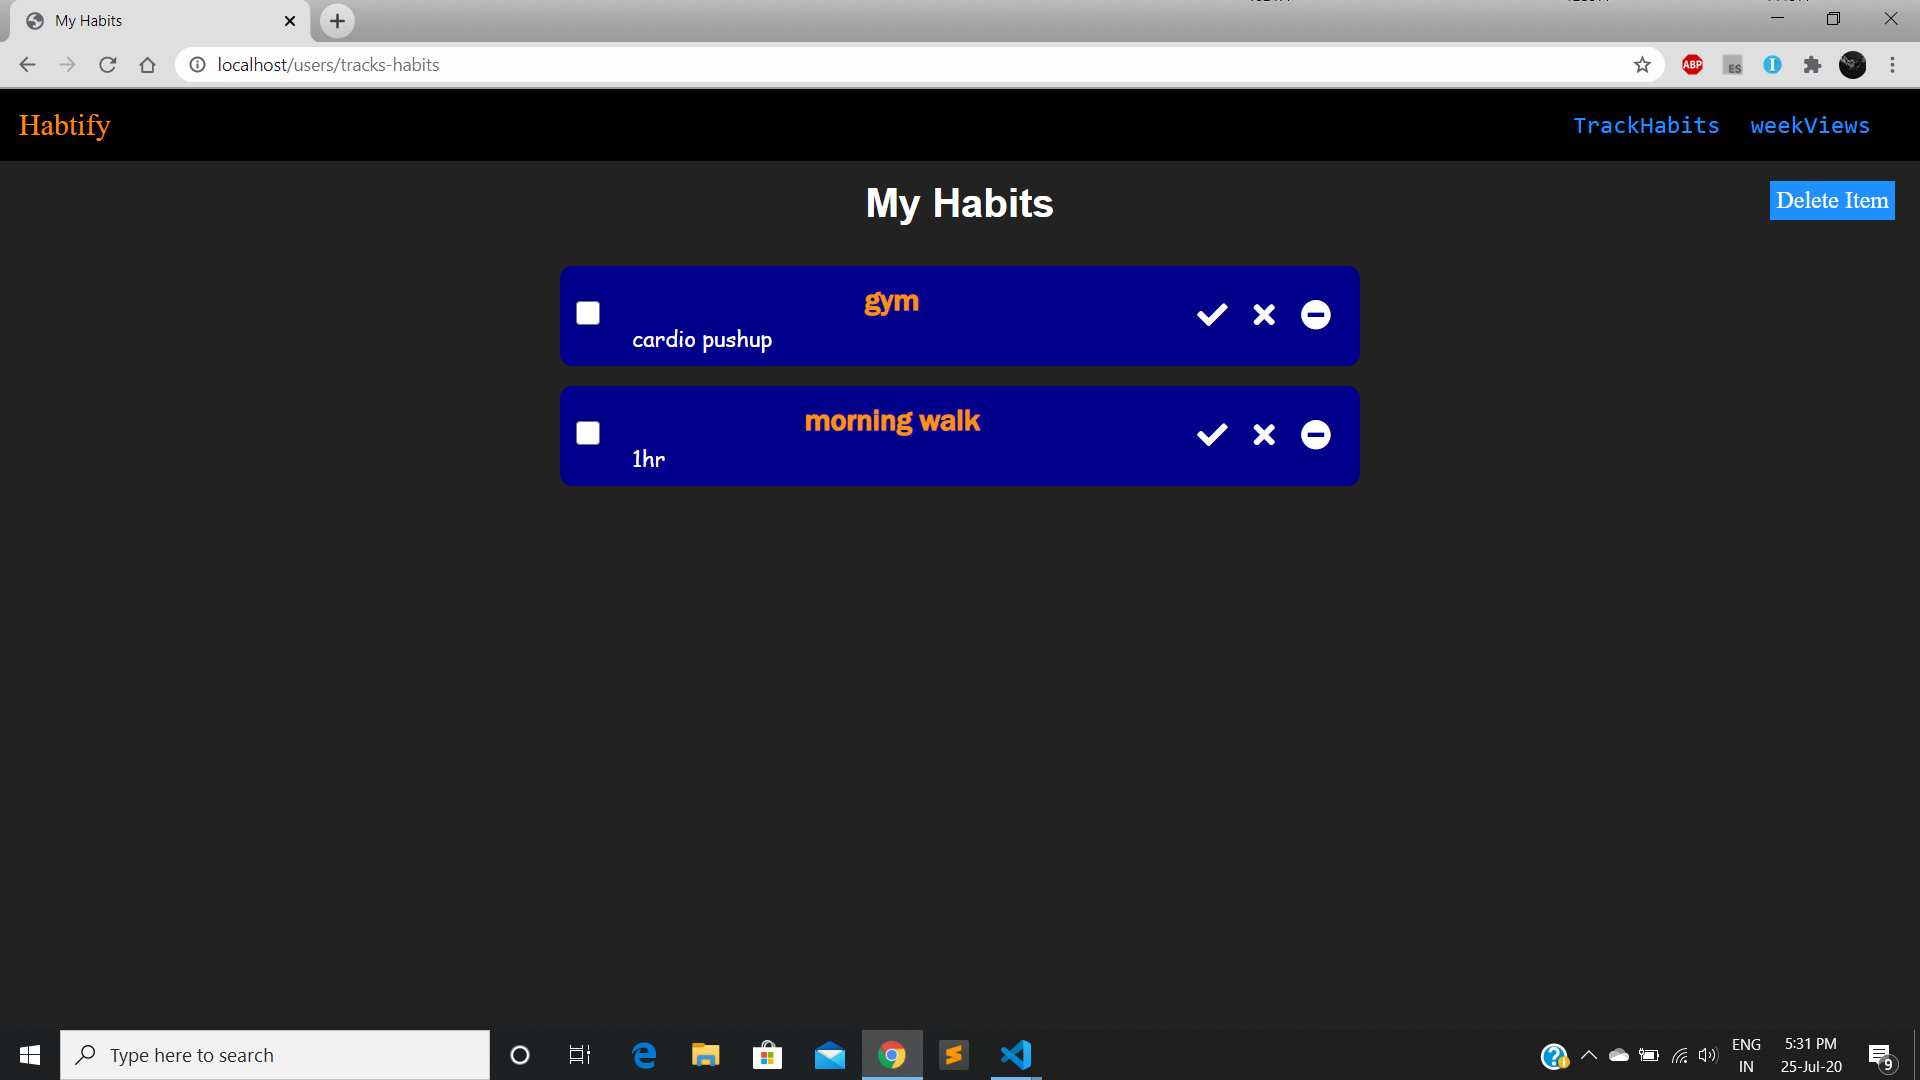 My Habits
localhost/users/tracks-habits
ABP
ES
Habtify
TrackHabits weekViews
My Habits
Delete Item
gym
cardio pushup
morning walk
1hr
Type here to search
ENG
IN
5:31 PM
25-Jul-20
9